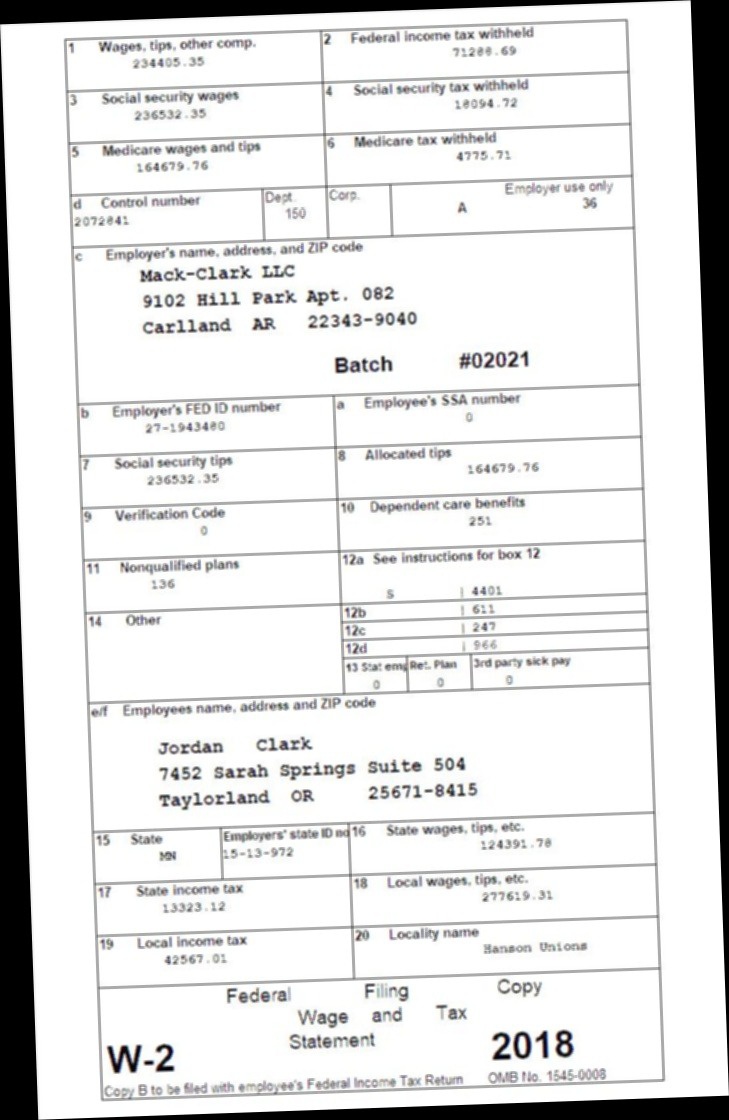 1 Wages, tips, other comp.
234405.35
2 Federal income tax withheld
71288.69
3 Social security wages
236532.35
4 Social security tax withheld
18094.72
5 Medicare wages and tips
164679.76
6 Medicare tax withheld
4775.71
d Control number
2072841
Dept.
150
Corp.
Employer use only
A 36
c Employer's name, address, and ZIP code
Mack-Clark LLC
9102 Hill Park Apt. 082
Carlland AR 22343-9040
Batch #02021
b Employer's FED ID number
27-1943480
a Employee's SSA number
0
7 Social security tips
236532.35
8 Allocated tips
164679.76
9 Verification Code
0
10 Dependent care benefits
251
11 Nonqualified plans
136
12a See instructions for box 12
S | 4401
14 Other
12b | 611
12c | 247
12d | 966
13 Stat emp Ret. Plan 3rd party sick pay
0 0 0
e/f Employees name, address and ZIP code
Jordan Clark
7452 Sarah Springs Suite 504
Taylorland OR 25671-8415
15 State
MN
Employers' state ID no
15-13-972
16 State wages, tips, etc.
124391.78
17 State income tax
13323.12
18 Local wages, tips, etc.
277619.31
19 Local income tax
42567.01
20 Locality name
Hanson Unions
Federal Filing Copy
Wage and Tax
Statement
W-2 2018
Copy B to be filed with employee's Federal Income Tax Return OMB No. 1545-0008